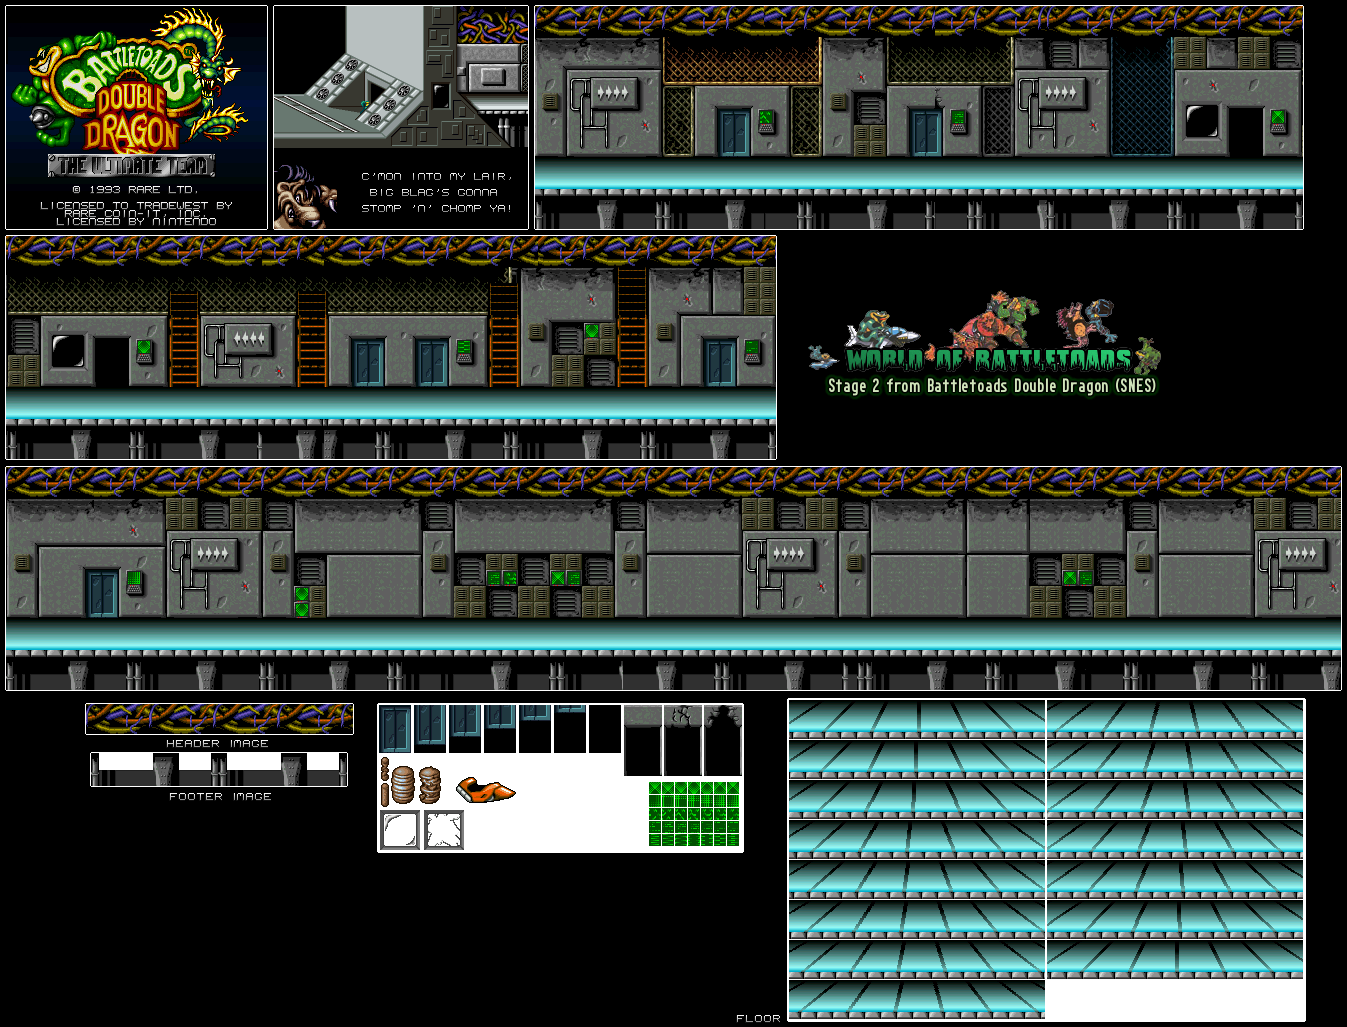 BATTLETOADS
DOUBLE
DRAGON
THE ULTIMATE TEAM
© 1993 RARE LTD.
LICENSED TO TRADEWEST BY
RARE COIN-IT, INC.
LICENSED BY NINTENDO
C'MON INTO MY LAIR,
BIG BLAG'S GONNA
STOMP 'N' CHOMP YA!
WORLD OF BATTLETOADS
Stage 2 from Battletoads Double Dragon (SNES)
HEADER IMAGE
FOOTER IMAGE
FLOOR